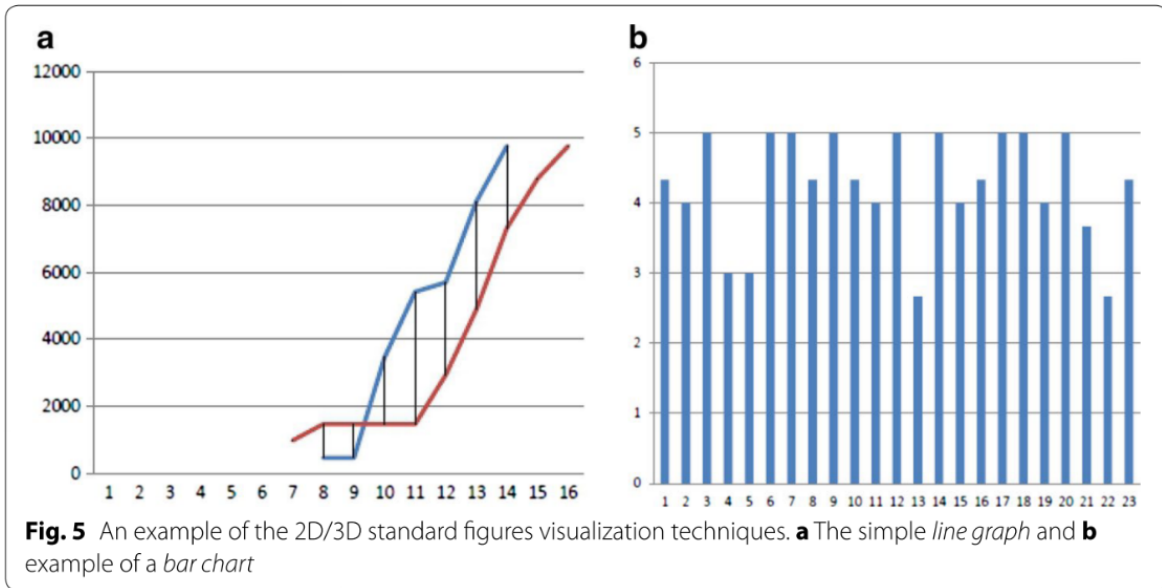 a
12000
10000
8000
6000
4000
2000
0
1 2 3 4 5 6 7 8 9 10 11 12 13 14 15 16
b
6
5
4
3
2
1
0
1 2 3 4 5 6 7 8 9 10 11 12 13 14 15 16 17 18 19 20 21 22 23
Fig. 5 An example of the 2D/3D standard figures visualization techniques. a The simple line graph and b
example of a bar chart